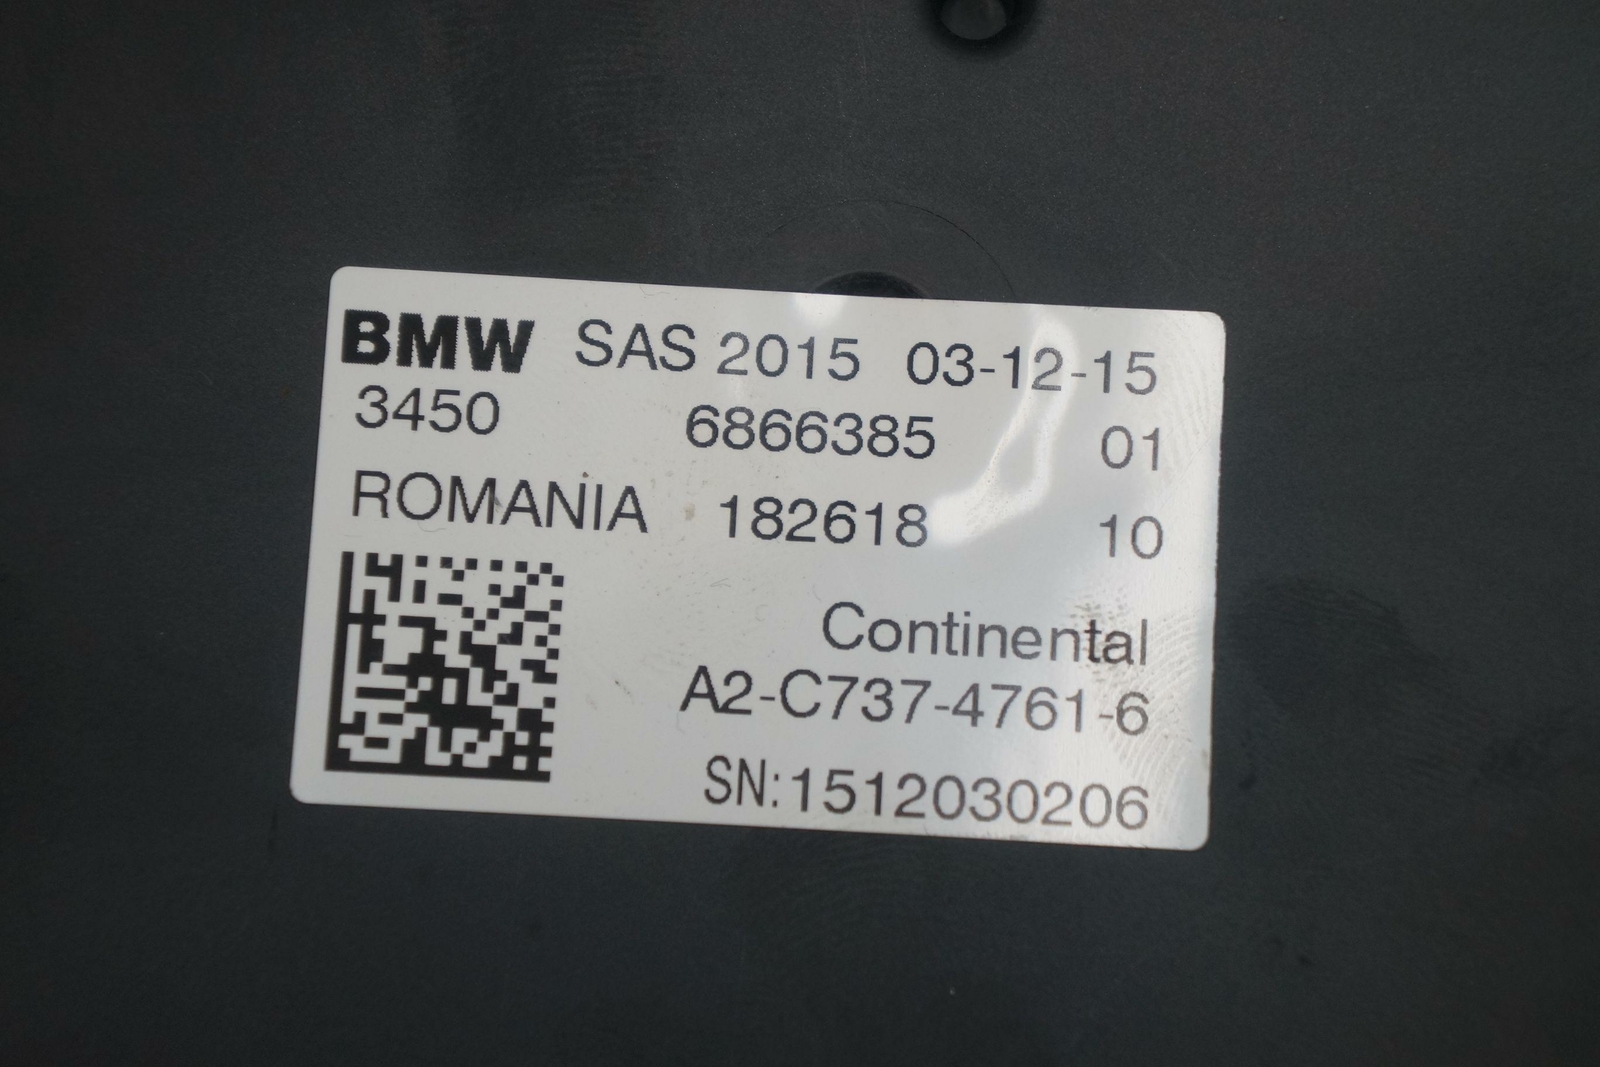 BMW SAS 2015 03-12-15
3450 6866385 01
ROMANIA 182618 10
Continental
A2-C737-4761-6
SN:1512030206